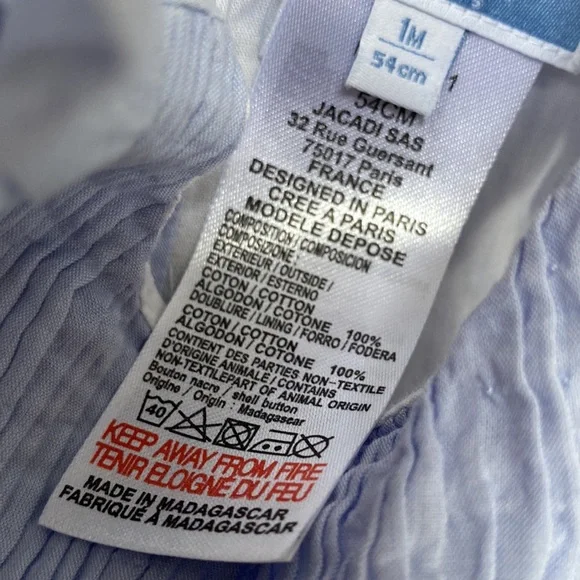 1M
54cm
54CM
JACADI SAS
32 Rue Guersant
75017 Paris
FRANCE
DESIGNED IN PARIS
CREE A PARIS
MODELE DEPOSE
COMPOSITION / COMPOSICION
COMPOSIZIONE:
EXTERIEUR / OUTSIDE /
EXTERIOR / ESTERNO
COTON / COTTON
ALGODON / COTONE 100%
DOUBLURE / LINING / FORRO / FODERA
COTON / COTTON
ALGODON / COTONE 100%
CONTIENT DES PARTIES NON-TEXTILE
D'ORIGINE ANIMALE / CONTAINS
NON-TEXTILEPART OF ANIMAL ORIGIN
Bouton nacre / shell button
Origine / Origin : Madagascar
40
KEEP AWAY FROM FIRE
TENIR ELOIGNÉ DU FEU
MADE IN MADAGASCAR
FABRIQUÉ À MADAGASCAR